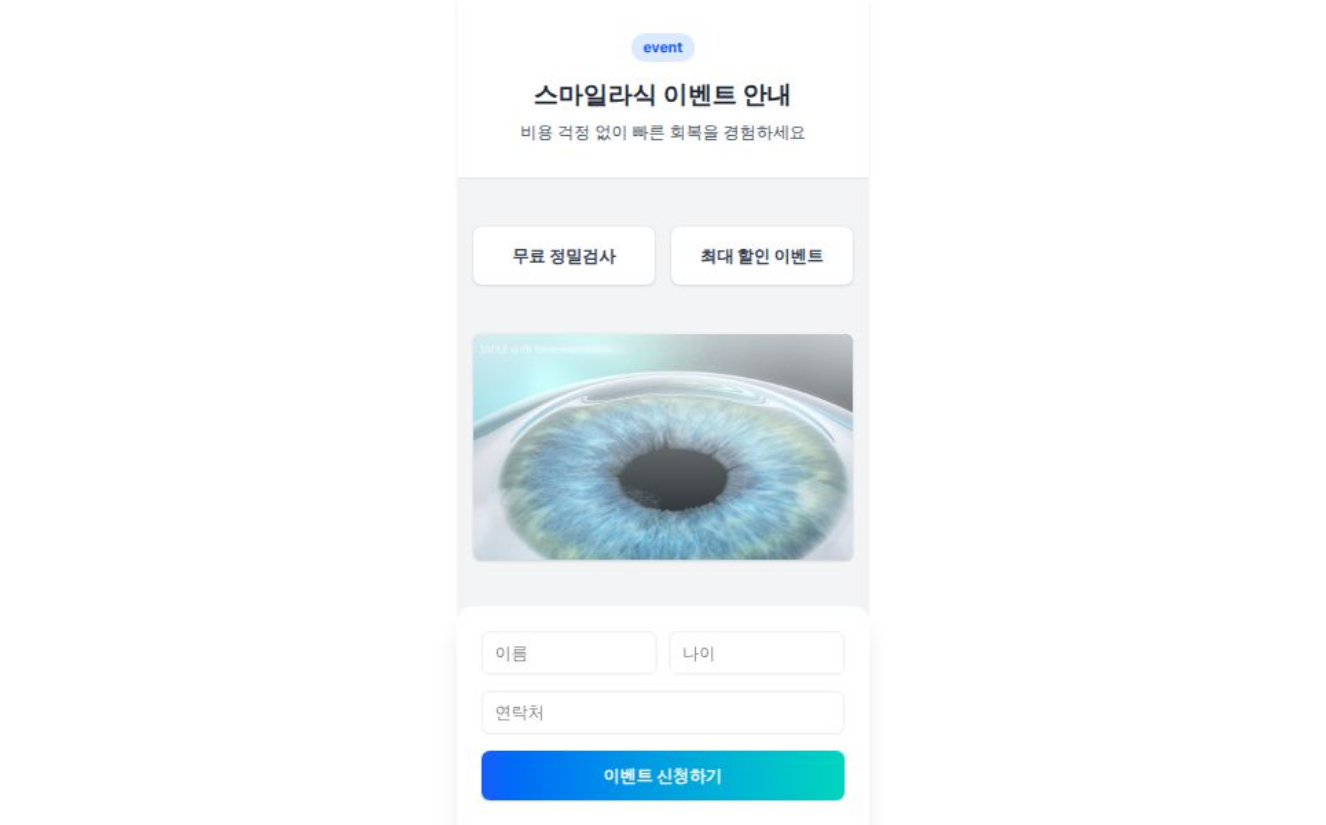 event
스마일라식 이벤트 안내
비용 걱정 없이 빠른 회복을 경험하세요
무료 정밀검사
최대 할인 이벤트
SMILE with
이름
나이
연락처
이벤트 신청하기